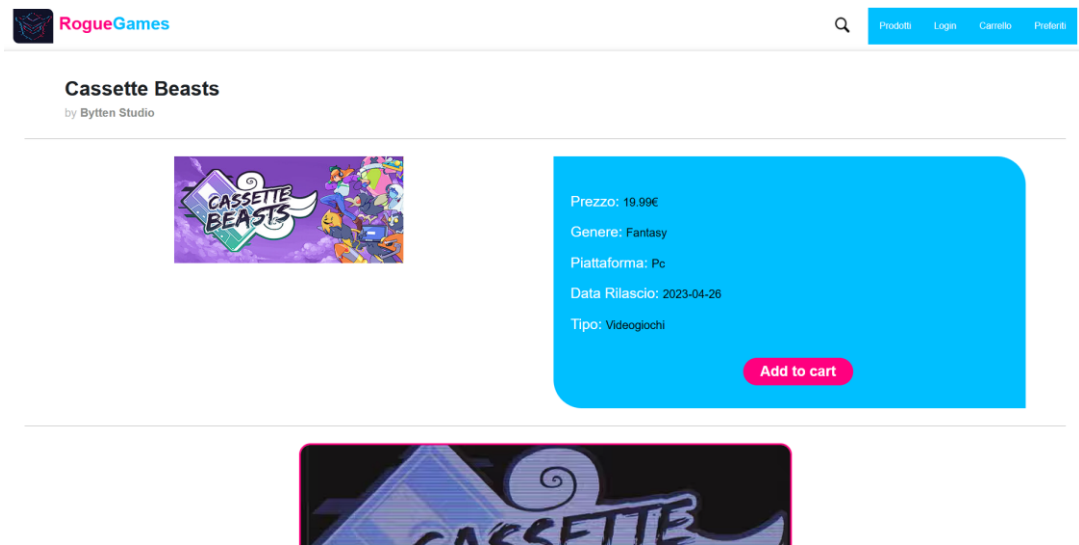 RogueGames
Prodotti Login Carrello Preferiti
Cassette Beasts
by Bytten Studio
CASSETTE
BEASTS
Prezzo: 19.99€
Genere: Fantasy
Piattaforma: Pc
Data Rilascio: 2023-04-26
Tipo: Videogiochi
Add to cart
CASSETTE